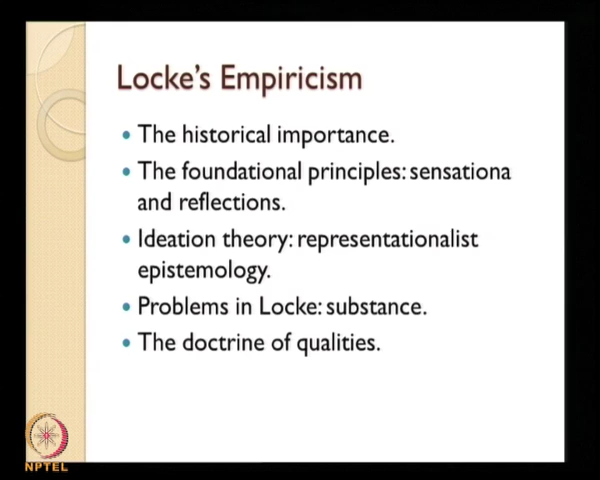 Locke's Empiricism
• The historical importance.
• The foundational principles: sensationa
and reflections.
• Ideation theory: representationalist
epistemology.
• Problems in Locke: substance.
• The doctrine of qualities.
NPTEL